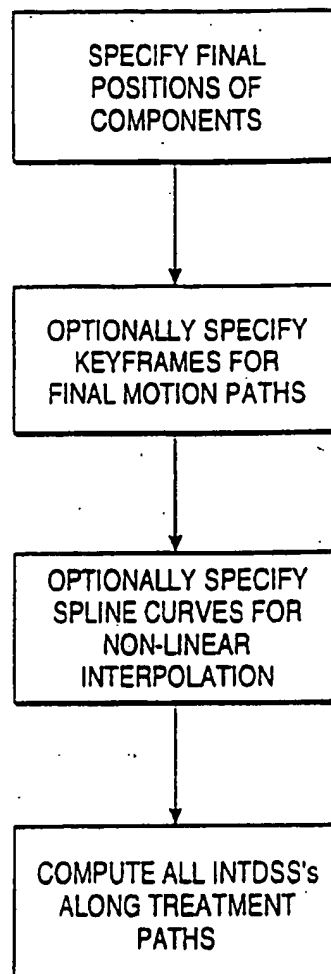 SPECIFY FINAL
POSITIONS OF
COMPONENTS
OPTIONALLY SPECIFY
KEYFRAMES FOR
FINAL MOTION PATHS
OPTIONALLY SPECIFY
SPLINE CURVES FOR
NON-LINEAR
INTERPOLATION
COMPUTE ALL INTDSS's
ALONG TREATMENT
PATHS